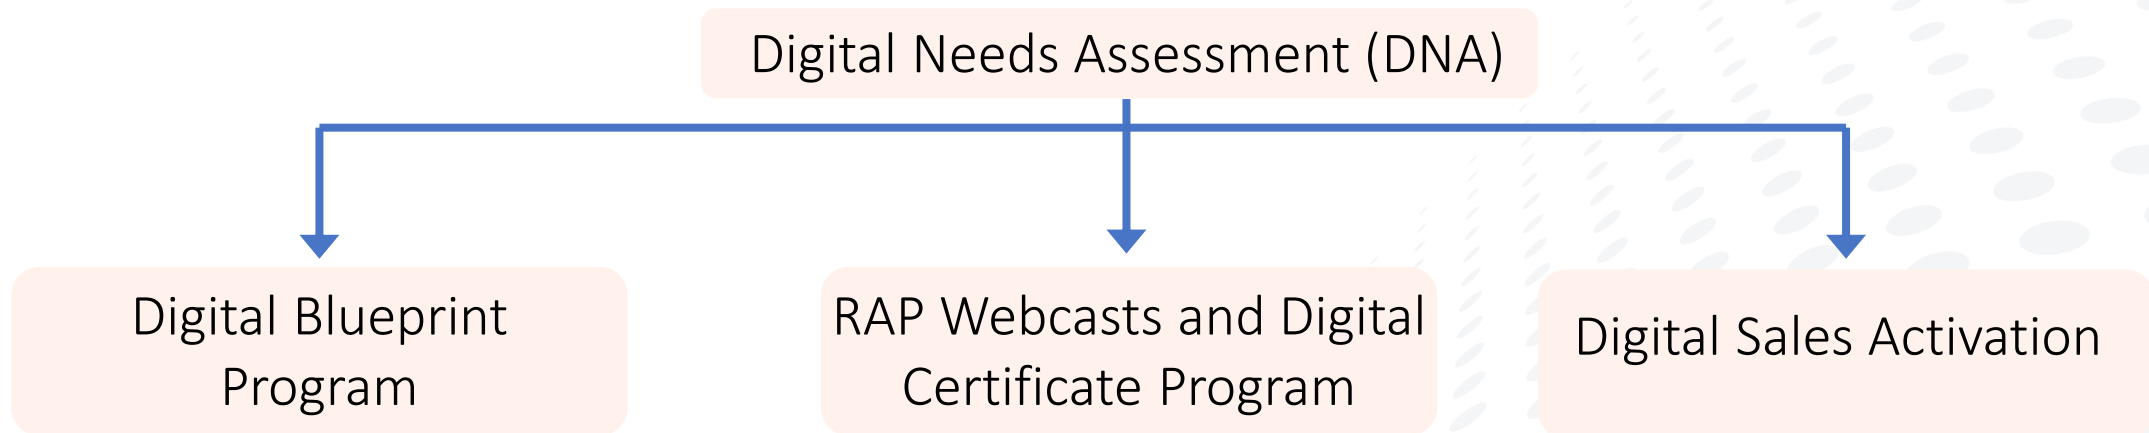 Digital Needs Assessment (DNA)
Digital Blueprint
Program
RAP Webcasts and Digital
Certificate Program
Digital Sales Activation